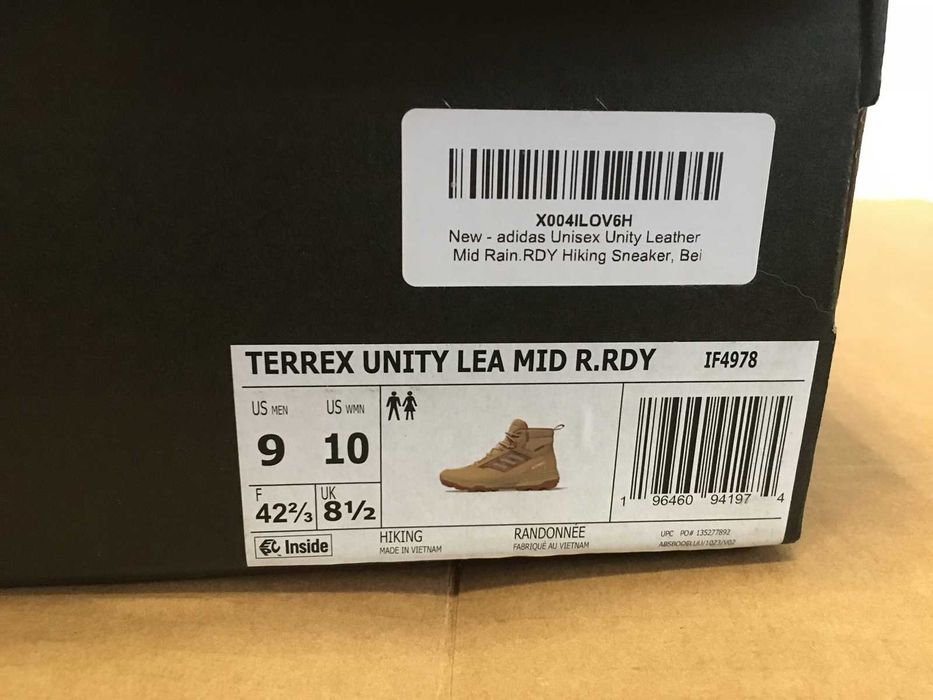 X004ILOV6H
New - adidas Unisex Unity Leather
Mid Rain.RDY Hiking Sneaker, Bei
TERREX UNITY LEA MID R.RDY IF4978
US MEN US WMN
9 10
F UK
42⅔ 8½
1 96460 94197 4
Inside
HIKING
MADE IN VIETNAM
RANDONNÉE
FABRIQUÉ AU VIETNAM
UPC PO# 135277892